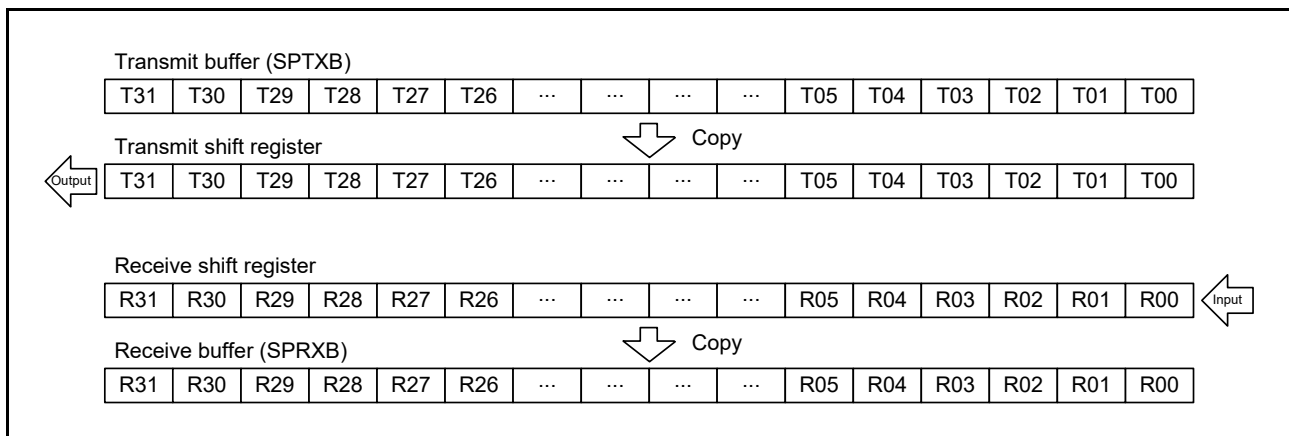 Transmit buffer (SPTXB)
T31 T30 T29 T28 T27 T26 ... ... ... ... T05 T04 T03 T02 T01 T00
Copy
Transmit shift register
Output T31 T30 T29 T28 T27 T26 ... ... ... ... T05 T04 T03 T02 T01 T00
Receive shift register
R31 R30 R29 R28 R27 R26 ... ... ... ... R05 R04 R03 R02 R01 R00 Input
Copy
Receive buffer (SPRXB)
R31 R30 R29 R28 R27 R26 ... ... ... ... R05 R04 R03 R02 R01 R00